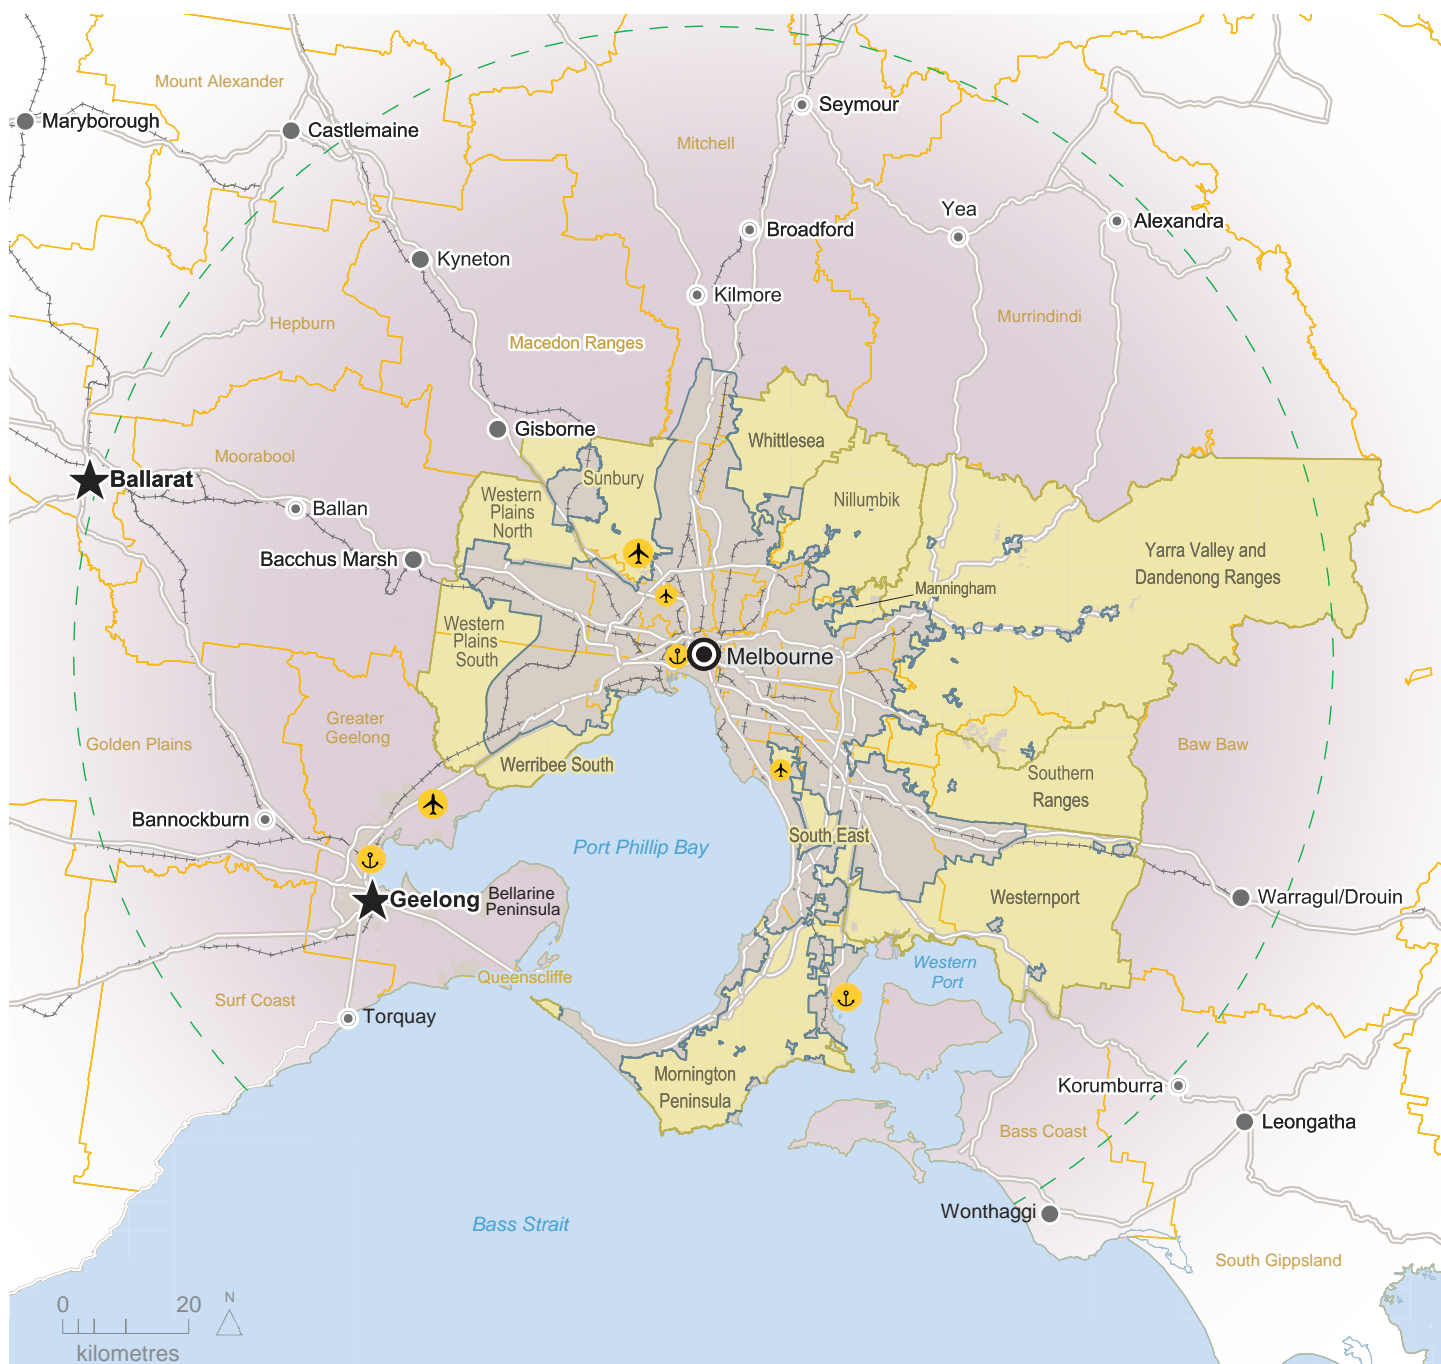 Mount Alexander
Seymour
Maryborough
Castlemaine
Mitchell
Yea
Alexandra
Broadford
Kyneton
Kilmore
Hepburn
Macedon Ranges
Murrindindi
Gisborne
Whittlesea
Moorabool
Ballarat
Sunbury
Western
Plains
North
Nillumbik
Ballan
Bacchus Marsh
Yarra Valley and
Dandenong Ranges
Manningham
Western
Plains
South
Melbourne
Greater
Geelong
Golden Plains
Baw Baw
Werribee South
Southern
Ranges
Bannockburn
South East
Port Phillip Bay
Geelong
Bellarine
Peninsula
Westernport
Warragul/Drouin
Queenscliffe
Western
Port
Surf Coast
Torquay
Mornington
Peninsula
Korumburra
Leongatha
Bass Coast
Wonthaggi
Bass Strait
South Gippsland
0 20
N
kilometres